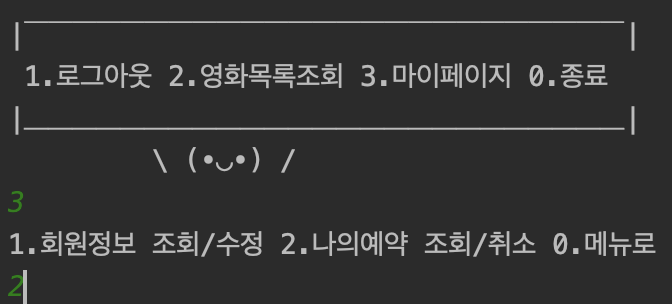 1.로그아웃 2.영화목록조회 3.마이페이지 0.종료
\ (•◡•) /
3
1.회원정보 조회/수정 2.나의예약 조회/취소 0.메뉴로
2